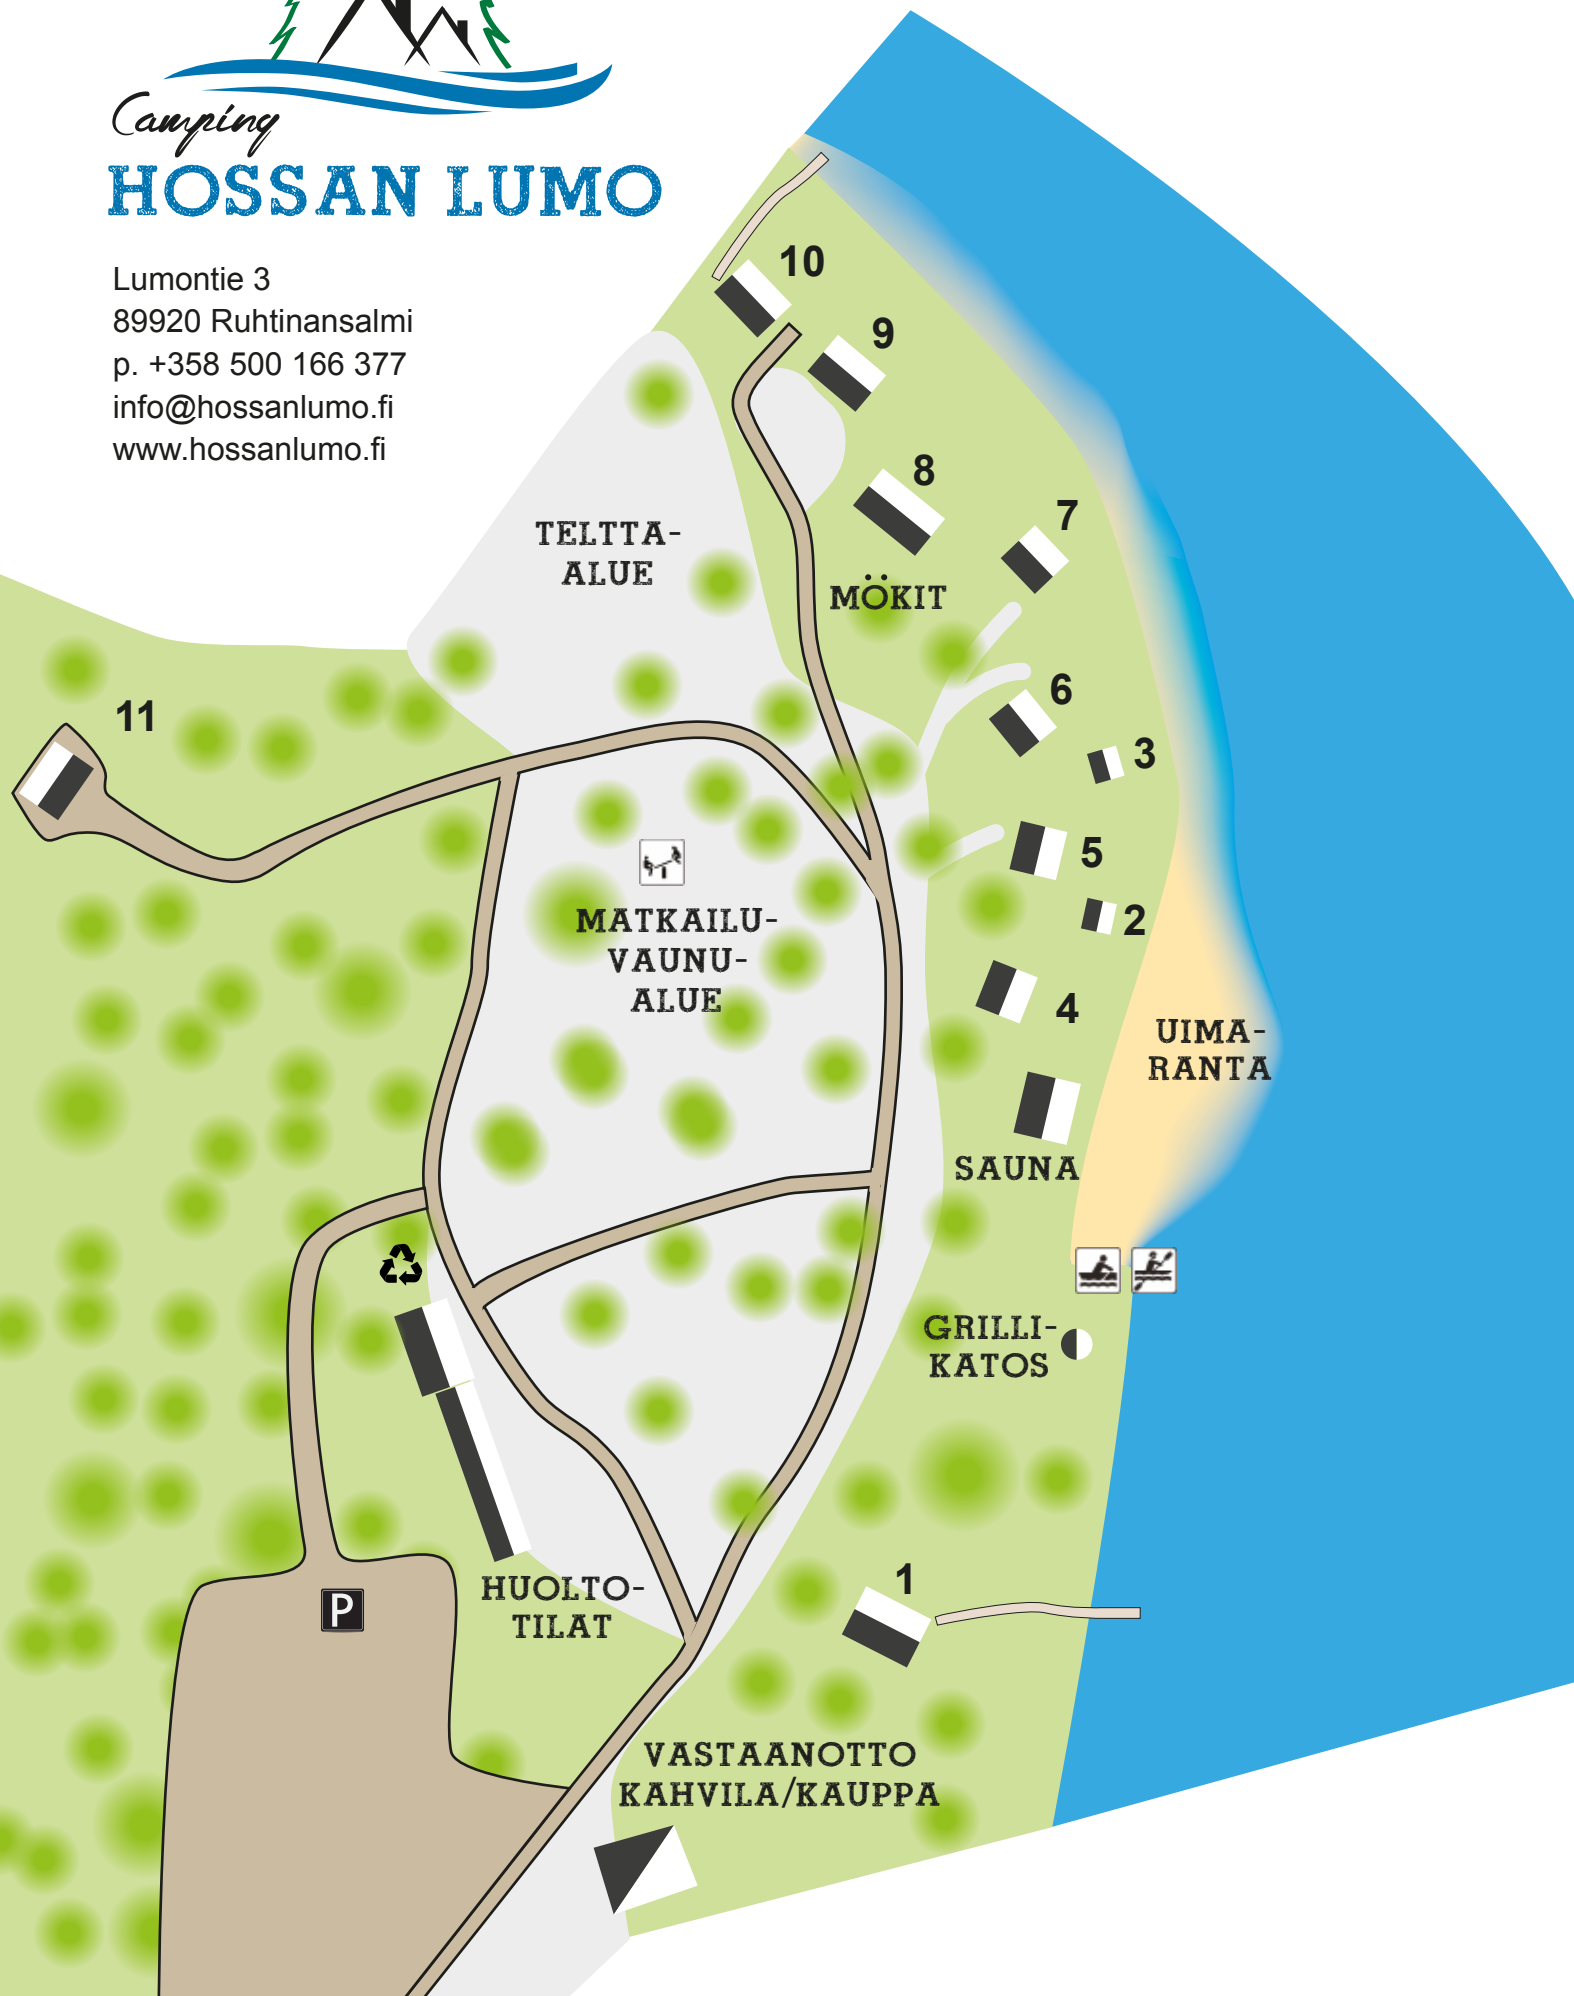 Camping
HOSSAN LUMO
Lumontie 3
89920 Ruhtinansalmi
p. +358 500 166 377
info@hossanlumo.fi
www.hossanlumo.fi
10
9
8
7
TELTTA-
ALUE
MÖKIT
6
11
3
5
MATKAILU-
VAUNU-
ALUE
2
4
UIMA-
RANTA
SAUNA
GRILLI-
KATOS
1
HUOLTO-
TILAT
P
VASTAANOTTO
KAHVILA/KAUPPA